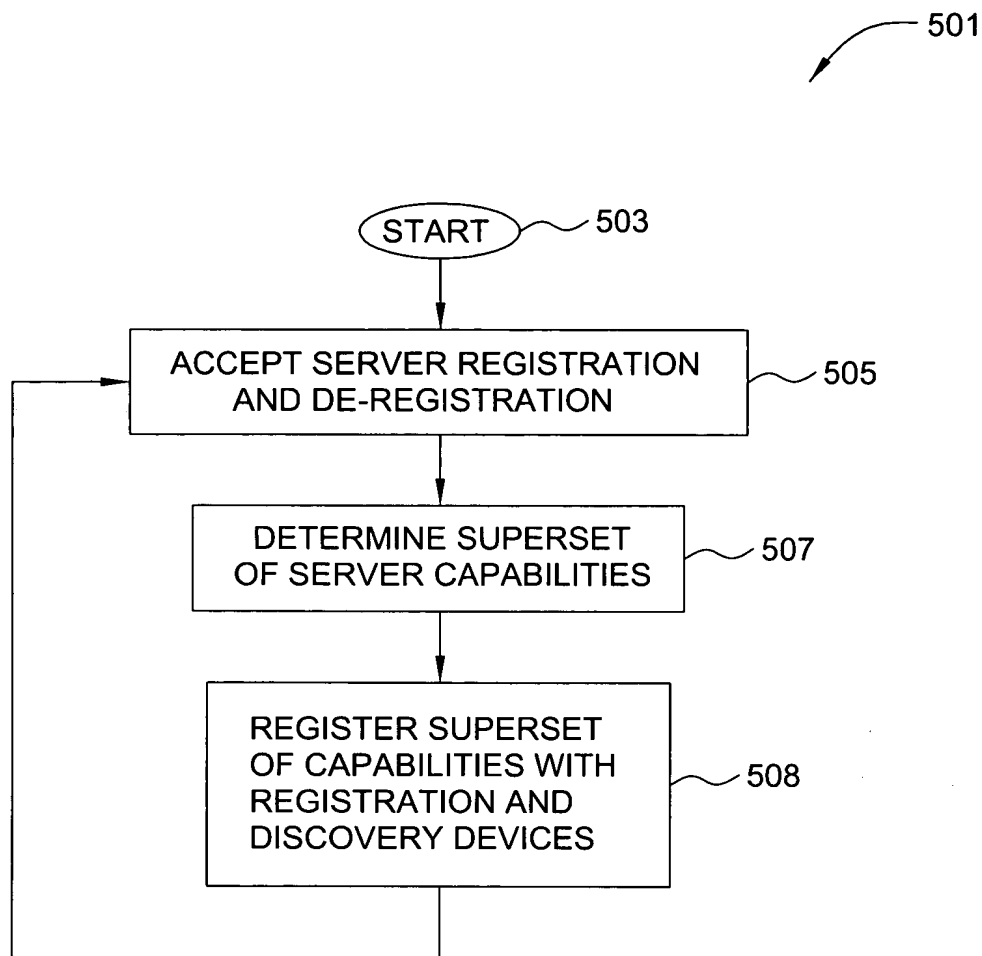 501
START
503
ACCEPT SERVER REGISTRATION
AND DE-REGISTRATION
505
DETERMINE SUPERSET
OF SERVER CAPABILITIES
507
REGISTER SUPERSET
OF CAPABILITIES WITH
REGISTRATION AND
DISCOVERY DEVICES
508